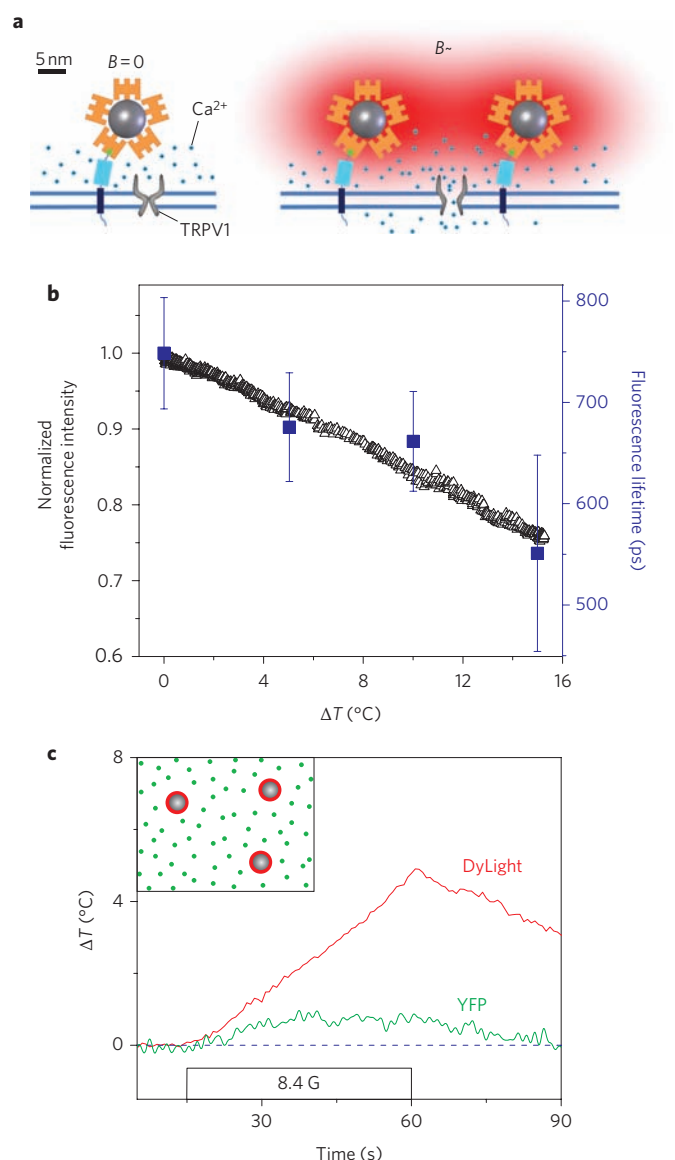 a
5 nm
B = 0
Ca2+
TRPV1
B~
b
Normalized
fluorescence intensity
1.0
0.9
0.8
0.7
0.6
0
4
8
12
16
ΔT (°C)
800
700
600
500
Fluorescence lifetime (ps)
c
ΔT (°C)
8
4
0
DyLight
YFP
8.4 G
30
60
90
Time (s)